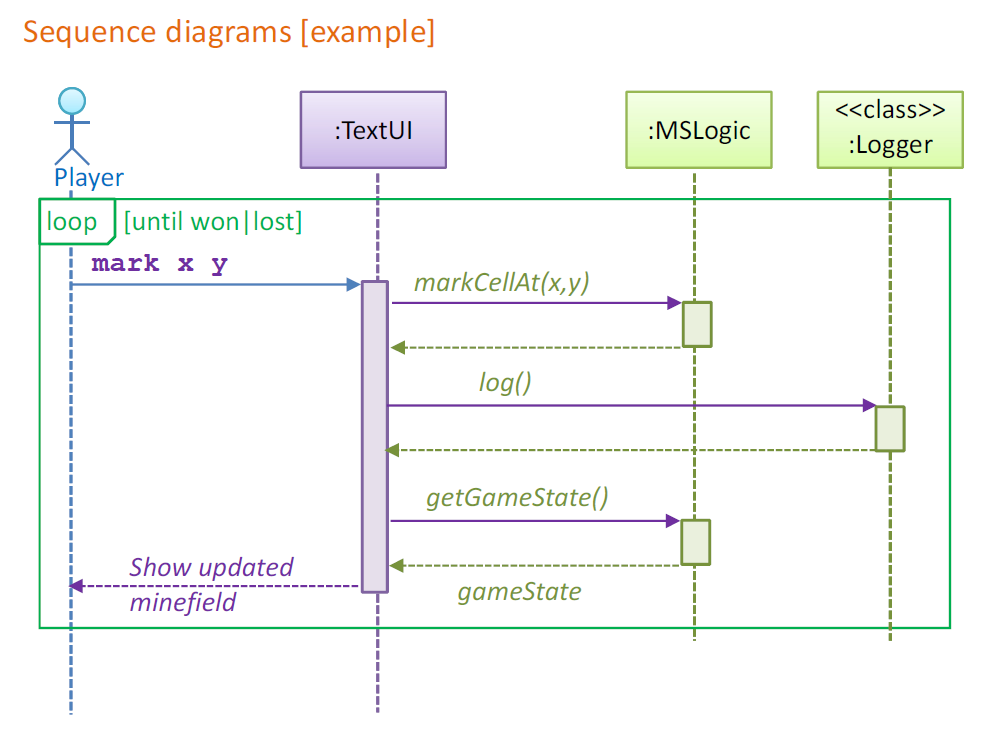 Sequence diagrams [example]
:TextUI
:MSLogic
<<class>>
:Logger
Player
loop
[until won|lost]
mark x y
markCellAt(x,y)
log()
getGameState()
Show updated
minefield
gameState